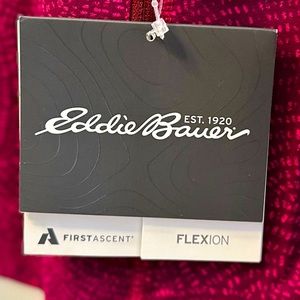 EST. 1920
Eddie Bauer
FIRSTASCENT®
FLEXION